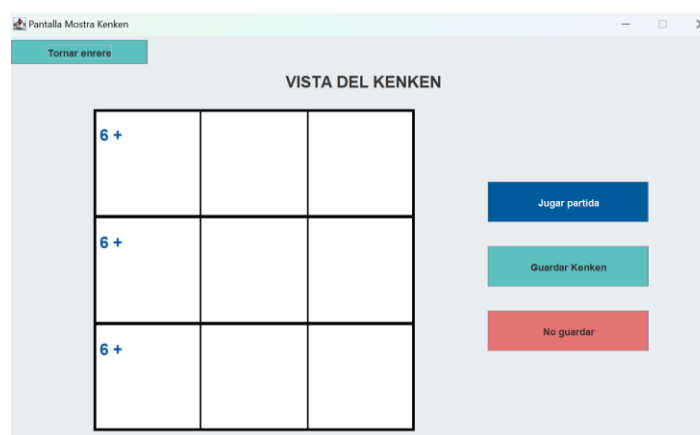 Pantalla Mostra Kenken
Tornar enrere
VISTA DEL KENKEN
6 +
6 +
6 +
Jugar partida
Guardar Kenken
No guardar